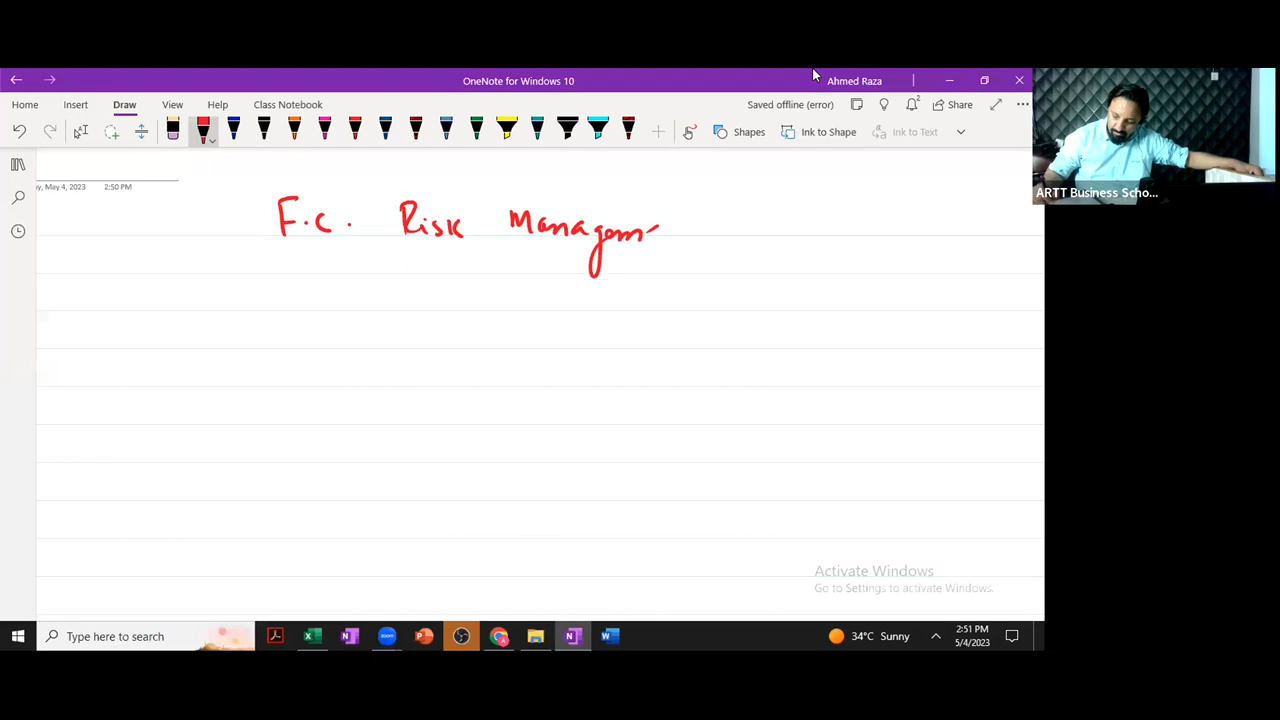 OneNote for Windows 10
Ahmed Raza
Home Insert Draw View Help Class Notebook
Saved offline (error)
2
Share
Shapes
Ink to Shape
Ink to Text
y, May 4, 2023 2:50 PM
F.C. Risk Managem
ARTT Business Scho...
Activate Windows
Go to Settings to activate Windows.
Type here to search
34°C Sunny
2:51 PM
5/4/2023